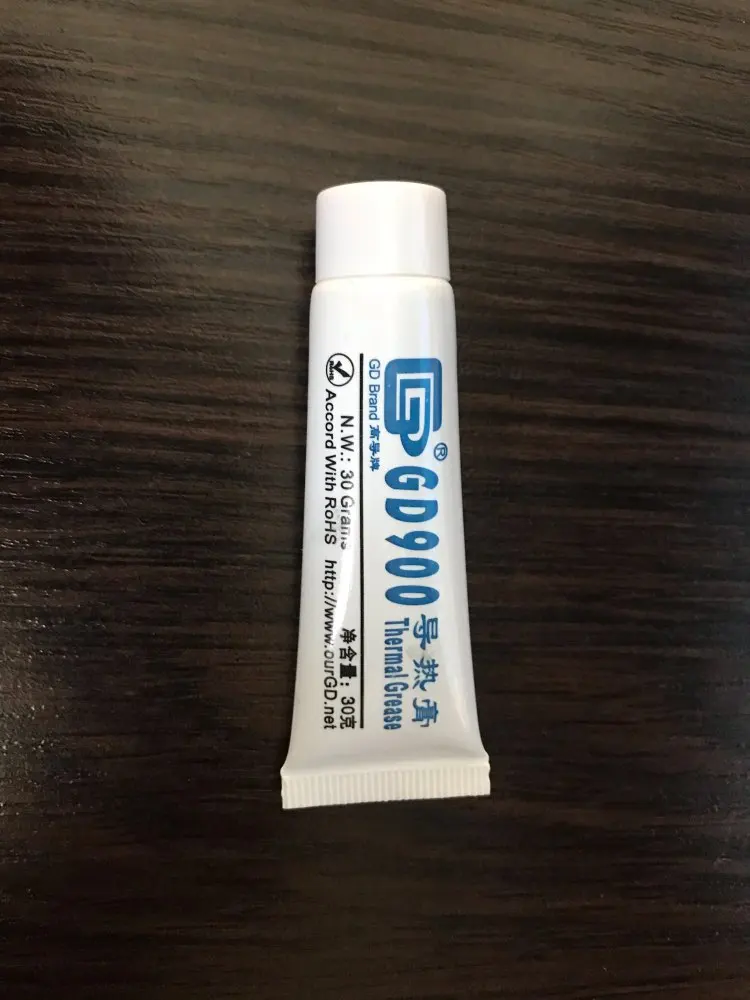 GD® GD900 导热膏
Thermal Grease
GD Brand 高导牌
N.W.: 30 Grams 净含量: 30克
RoHS Accord With RoHS http://www.ourGD.net